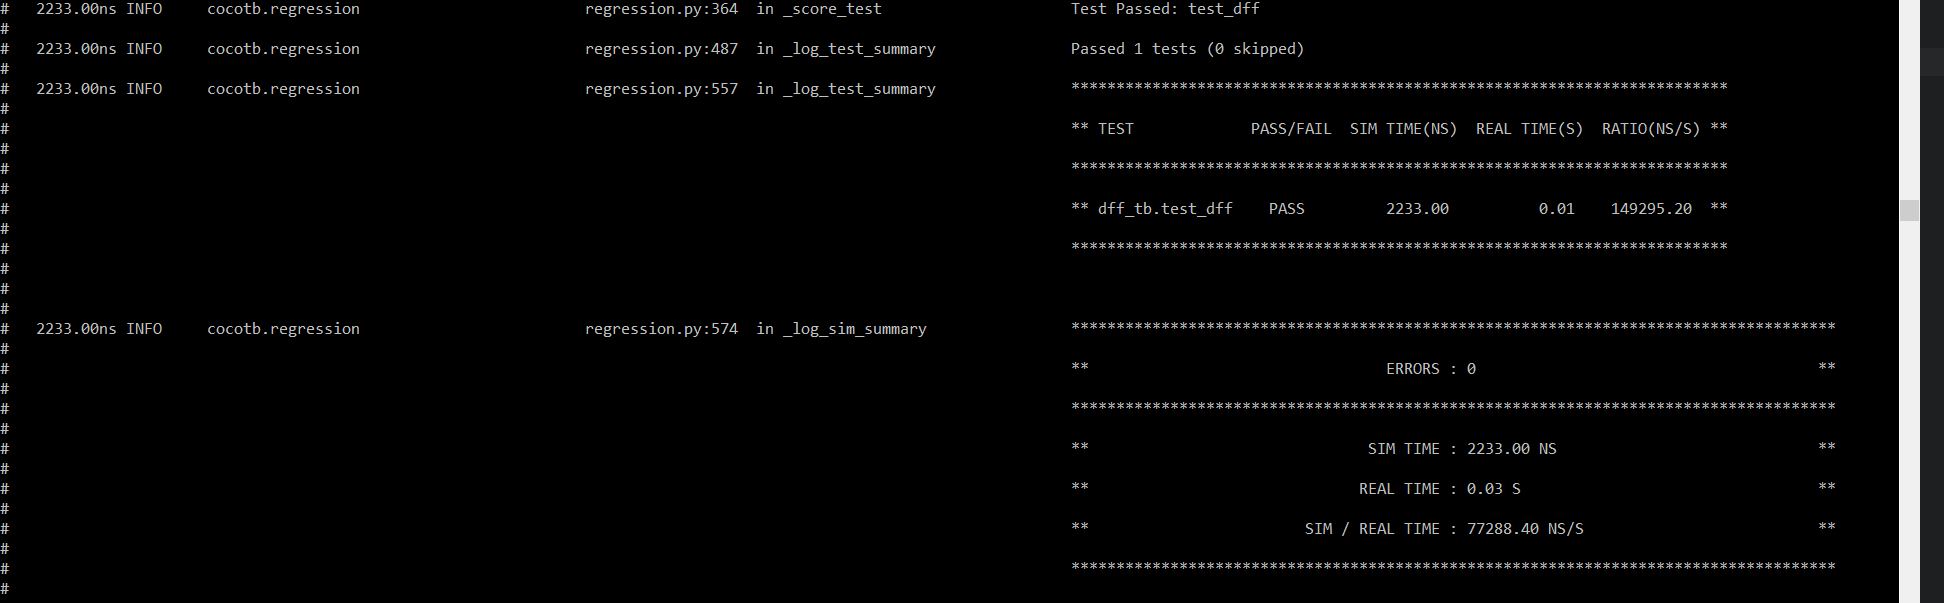 #   2233.00ns INFO     cocotb.regression                         regression.py:364  in _score_test                     Test Passed: test_dff
#
#   2233.00ns INFO     cocotb.regression                         regression.py:487  in _log_test_summary               Passed 1 tests (0 skipped)
#
#   2233.00ns INFO     cocotb.regression                         regression.py:557  in _log_test_summary               *************************************************************************
#
#                                                                                                                      ** TEST             PASS/FAIL  SIM TIME(NS)  REAL TIME(S)  RATIO(NS/S) **
#
#                                                                                                                      *************************************************************************
#
#                                                                                                                      ** dff_tb.test_dff    PASS         2233.00          0.01    149295.20  **
#
#                                                                                                                      *************************************************************************
#
#
#
#   2233.00ns INFO     cocotb.regression                         regression.py:574  in _log_sim_summary                *************************************************************************************
#
#                                                                                                                      **                                 ERRORS : 0                                      **
#
#                                                                                                                      *************************************************************************************
#
#                                                                                                                      **                               SIM TIME : 2233.00 NS                             **
#
#                                                                                                                      **                              REAL TIME : 0.03 S                                 **
#
#                                                                                                                      **                        SIM / REAL TIME : 77288.40 NS/S                          **
#
#                                                                                                                      *************************************************************************************
#